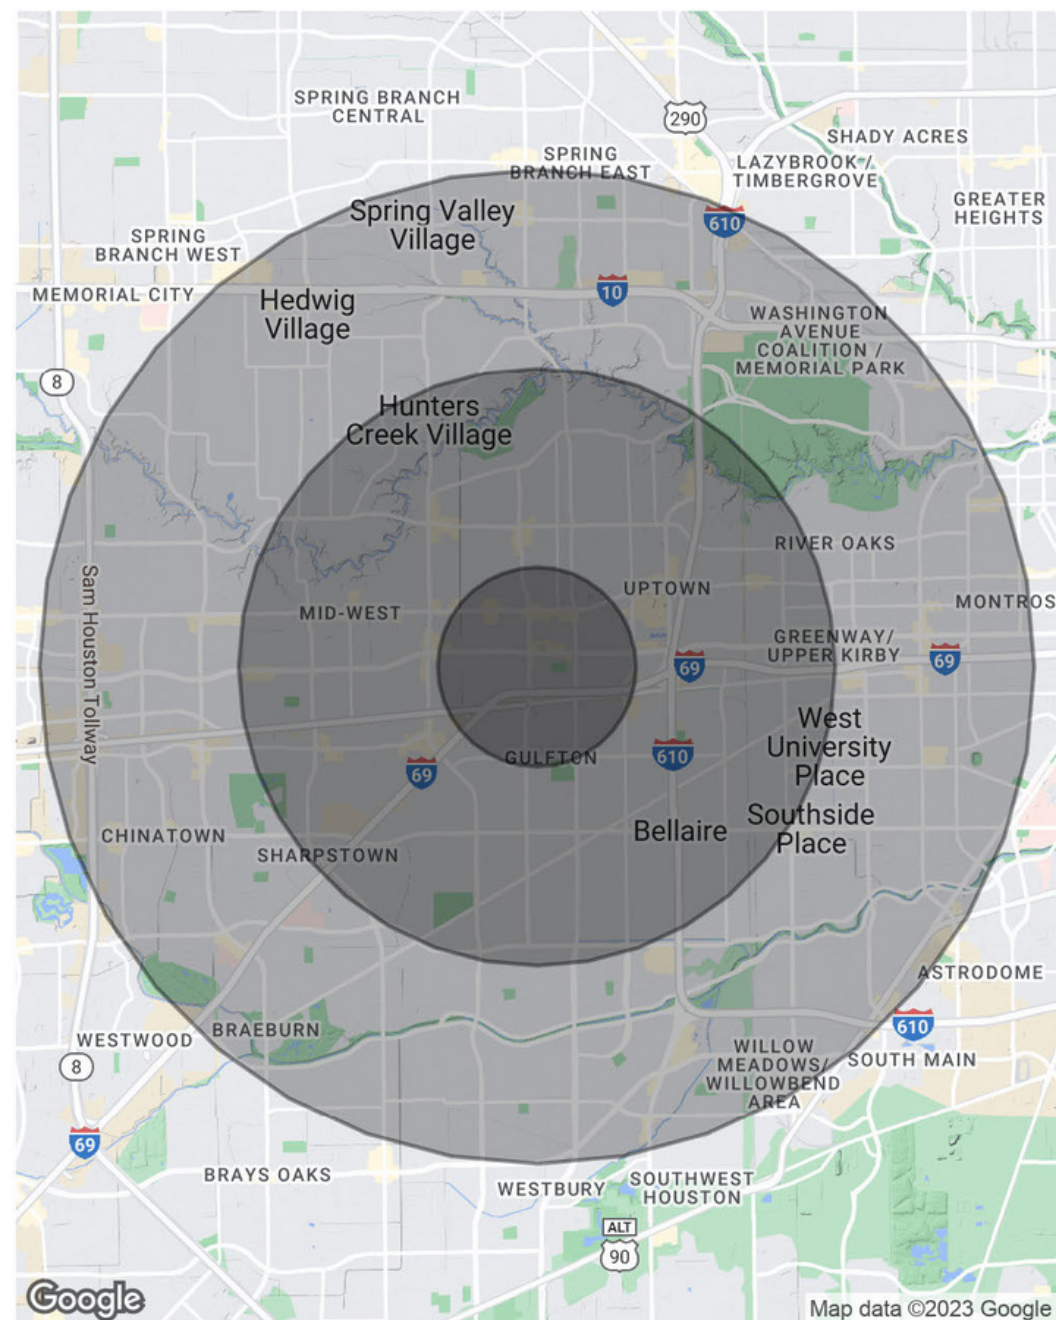 SPRING BRANCH
CENTRAL
290
SHADY ACRES
SPRING
BRANCH EAST
LAZYBROOK /
TIMBERGROVE
GREATER
HEIGHTS
Spring Valley
Village
610
SPRING
BRANCH WEST
MEMORIAL CITY
Hedwig
Village
10
WASHINGTON
AVENUE
COALITION /
MEMORIAL PARK
8
Hunters
Creek Village
RIVER OAKS
Sam Houston Tollway
UPTOWN
MID-WEST
MONTROS
GREENWAY/
UPPER KIRBY
69
69
West
University
Place
GULFTON
610
69
Southside
Place
Bellaire
CHINATOWN
SHARPSTOWN
ASTRODOME
610
BRAEBURN
WESTWOOD
8
WILLOW
MEADOWS/
WILLOWBEND
AREA
SOUTH MAIN
69
BRAYS OAKS
WESTBURY
SOUTHWEST
HOUSTON
ALT
90
Google
Map data ©2023 Google